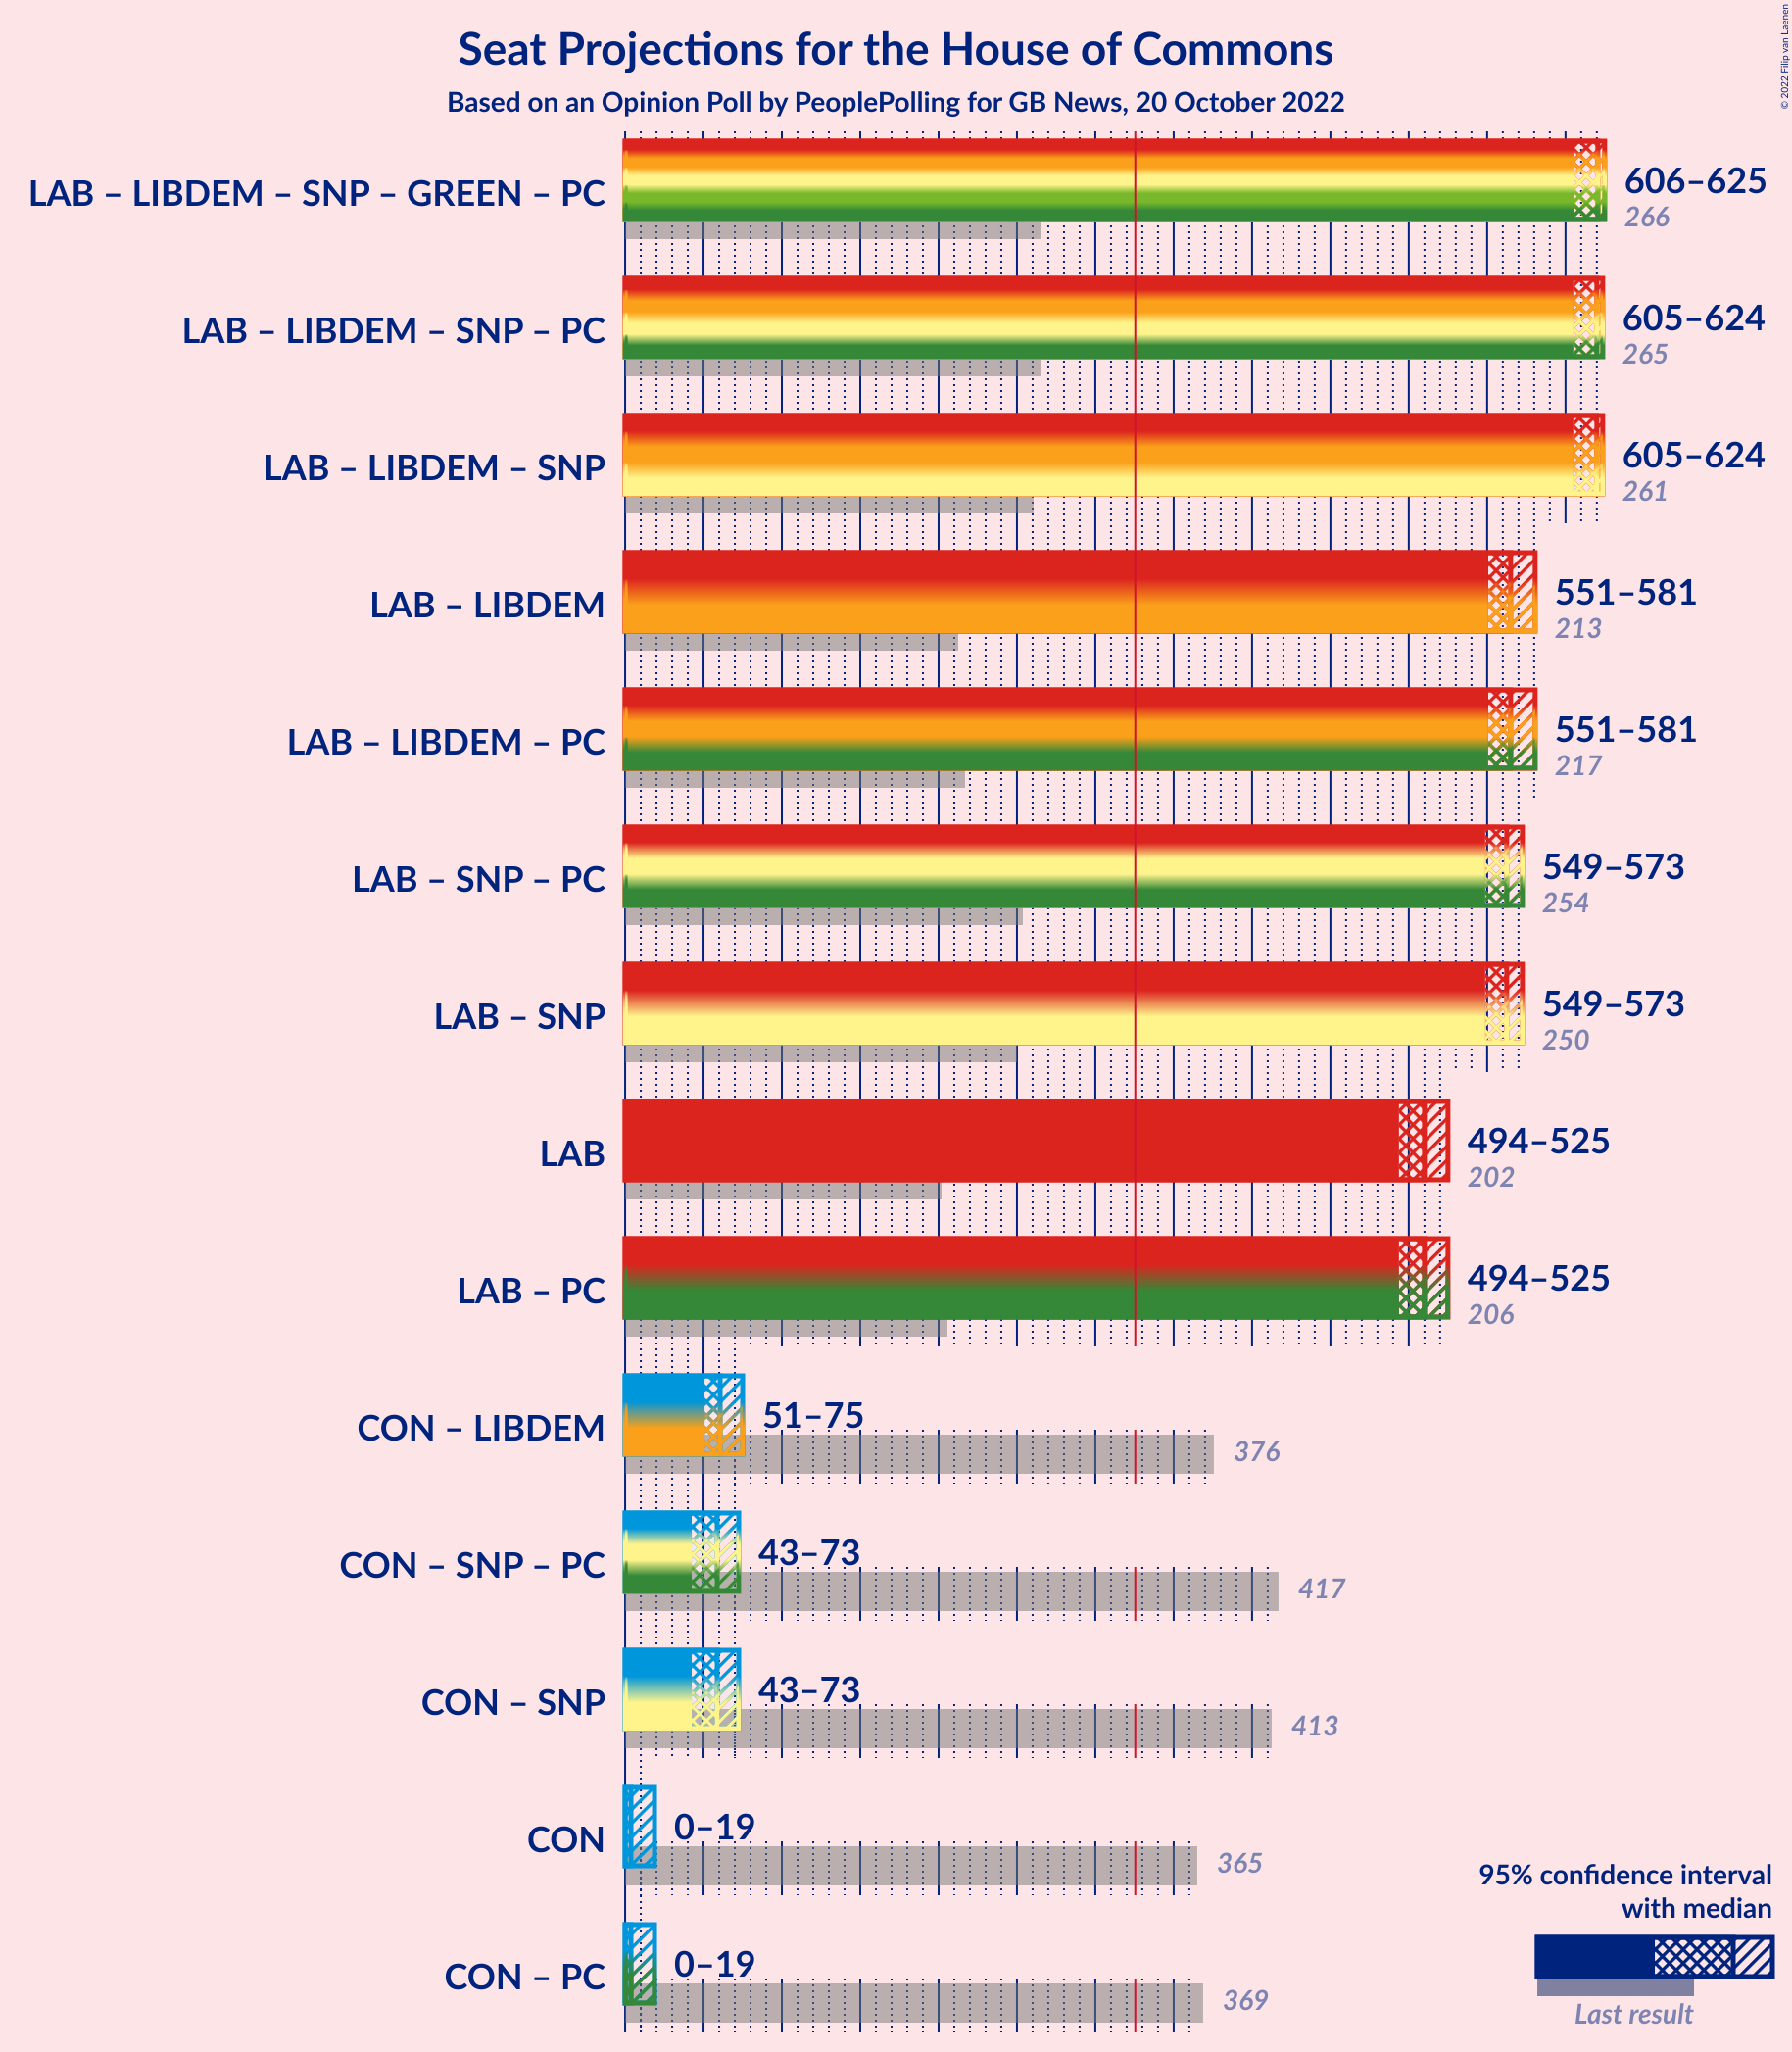 Seat Projections for the House of Commons
Based on an Opinion Poll by PeoplePolling for GB News, 20 October 2022
© 2022 Filip van Laenen
LAB – LIBDEM – SNP – GREEN – PC
606–625
266
LAB – LIBDEM – SNP – PC
605–624
265
LAB – LIBDEM – SNP
605–624
261
LAB – LIBDEM
551–581
213
LAB – LIBDEM – PC
551–581
217
LAB – SNP – PC
549–573
254
LAB – SNP
549–573
250
LAB
494–525
202
LAB – PC
494–525
206
CON – LIBDEM
51–75
376
CON – SNP – PC
43–73
417
CON – SNP
43–73
413
CON
0–19
365
CON – PC
0–19
369
95% confidence interval
with median
Last result